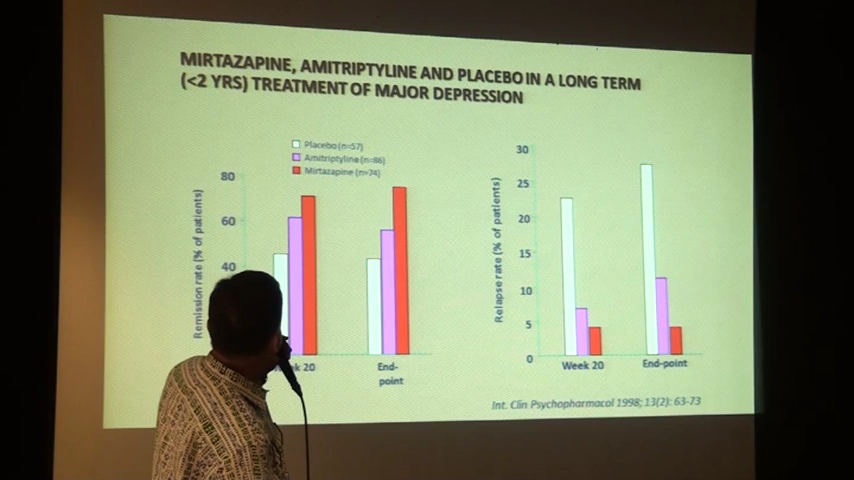 MIRTAZAPINE, AMITRIPTYLINE AND PLACEBO IN A LONG TERM
(<2 YRS) TREATMENT OF MAJOR DEPRESSION
Placebo (n=57)
Amitriptyline (n=86)
Mirtazapine (n=74)
Remission rate (% of patients)
80
60
40
20
End-
point
Relapse rate (% of patients)
30
25
20
15
10
5
0
Week 20
End-point
Int. Clin Psychopharmacol 1998; 13(2): 63-73